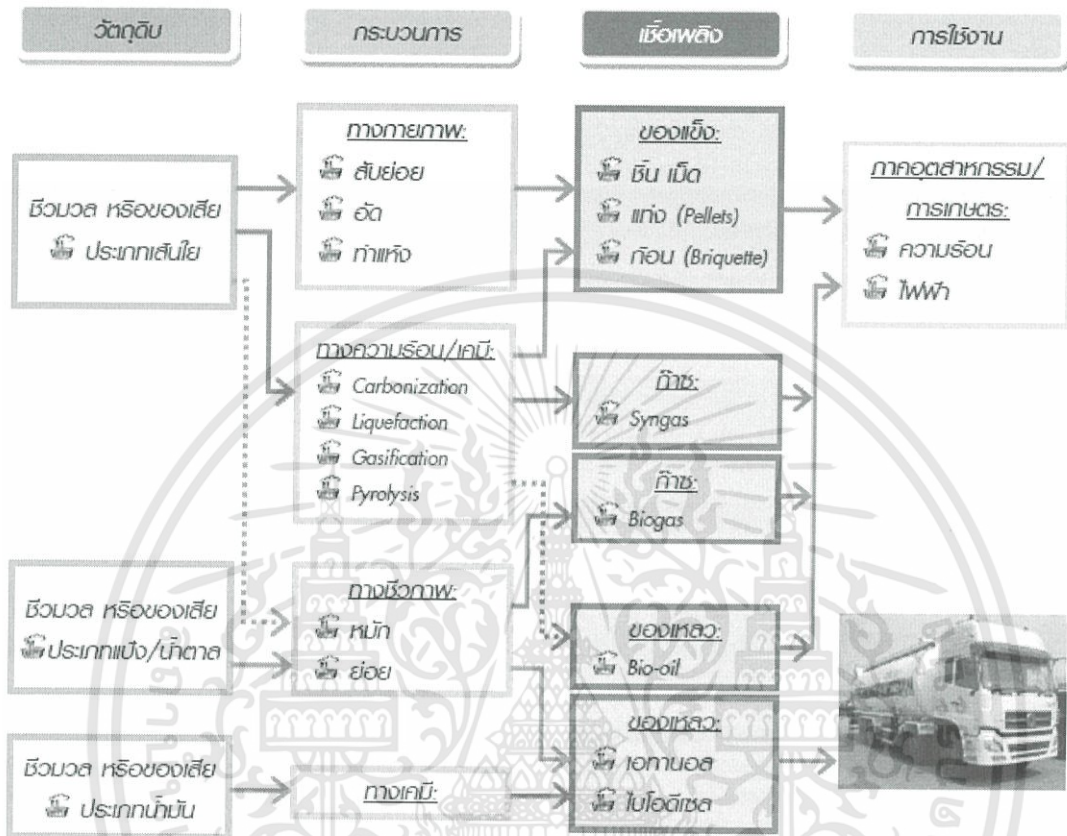 วัตถุดิบ
กระบวนการ
เชื้อเพลิง
การใช้งาน
ชีวมวล หรือของเสีย
ประเภทเส้นใย
ชีวมวล หรือของเสีย
ประเภทแป้ง/น้ำตาล
ชีวมวล หรือของเสีย
ประเภทน้ำมัน
ทางกายภาพ:
สับย่อย
อัด
ทำแห้ง
ทางความร้อน/เคมี:
Carbonization
Liquefaction
Gasification
Pyrolysis
ทางชีวภาพ:
หมัก
ย่อย
ทางเคมี:
ของแข็ง:
ชิ้น เม็ด
แท่ง (Pellets)
ก้อน (Briquette)
ก๊าซ:
Syngas
ก๊าซ:
Biogas
ของเหลว:
Bio-oil
ของเหลว:
เอทานอล
ไบโอดีเซล
ภาคอุตสาหกรรม/
การเกษตร:
ความร้อน
ไฟฟ้า